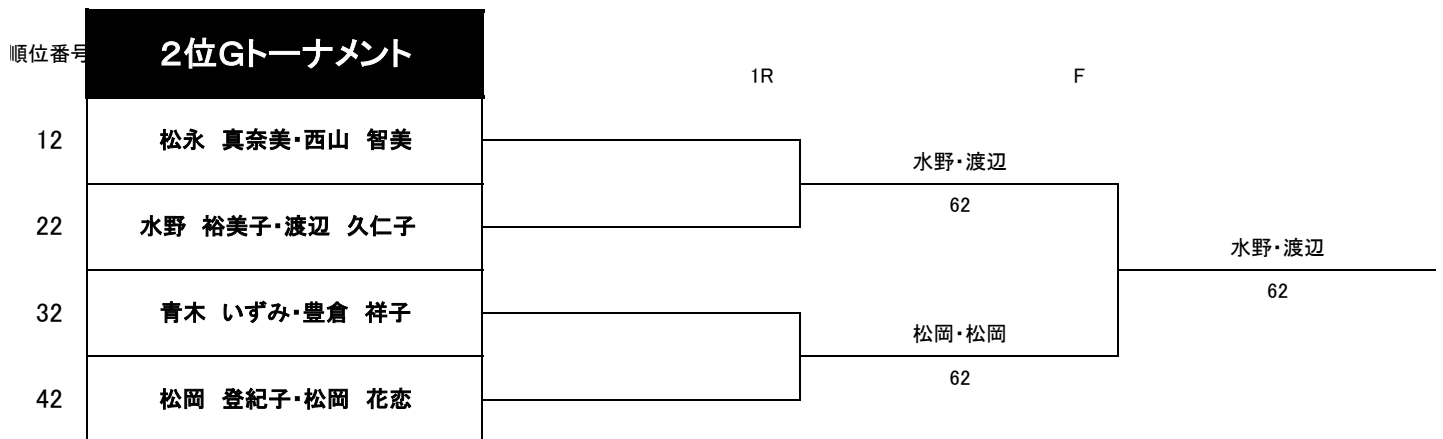 順位番号 2位Gトーナメント
1R F
12 松永 真奈美・西山 智美
水野・渡辺
62
22 水野 裕美子・渡辺 久仁子
水野・渡辺
62
32 青木 いずみ・豊倉 祥子
松岡・松岡
62
42 松岡 登紀子・松岡 花恋